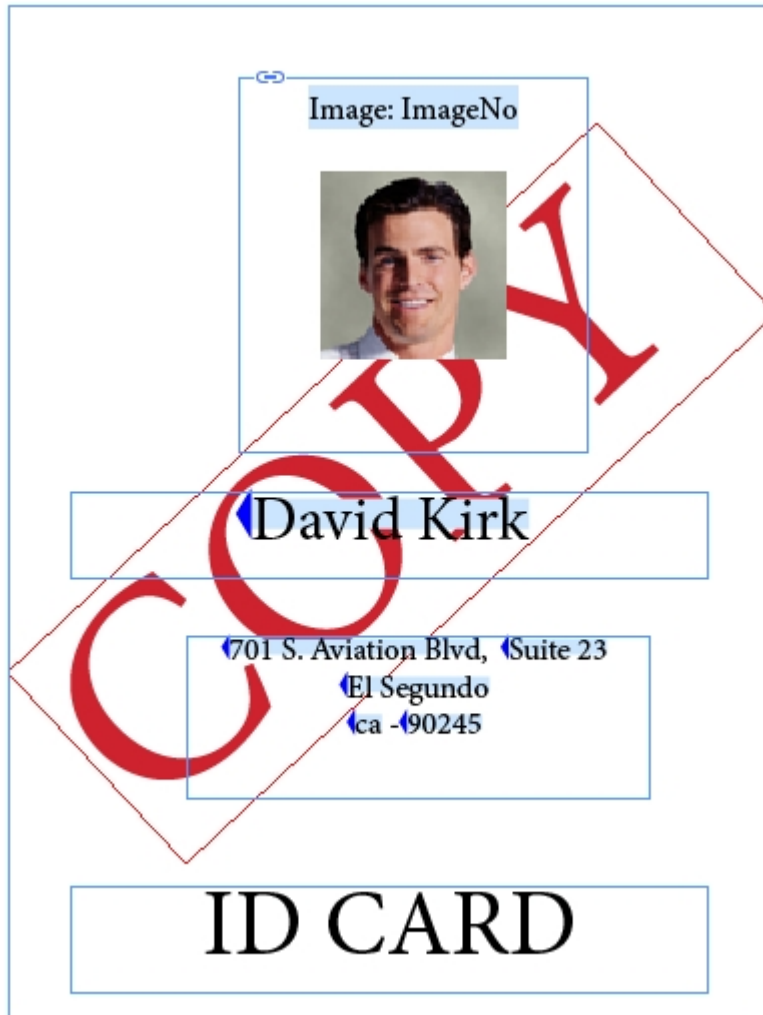 Image: ImageNo
COPY
David Kirk
701 S. Aviation Blvd, Suite 23
El Segundo
ca -90245
ID CARD